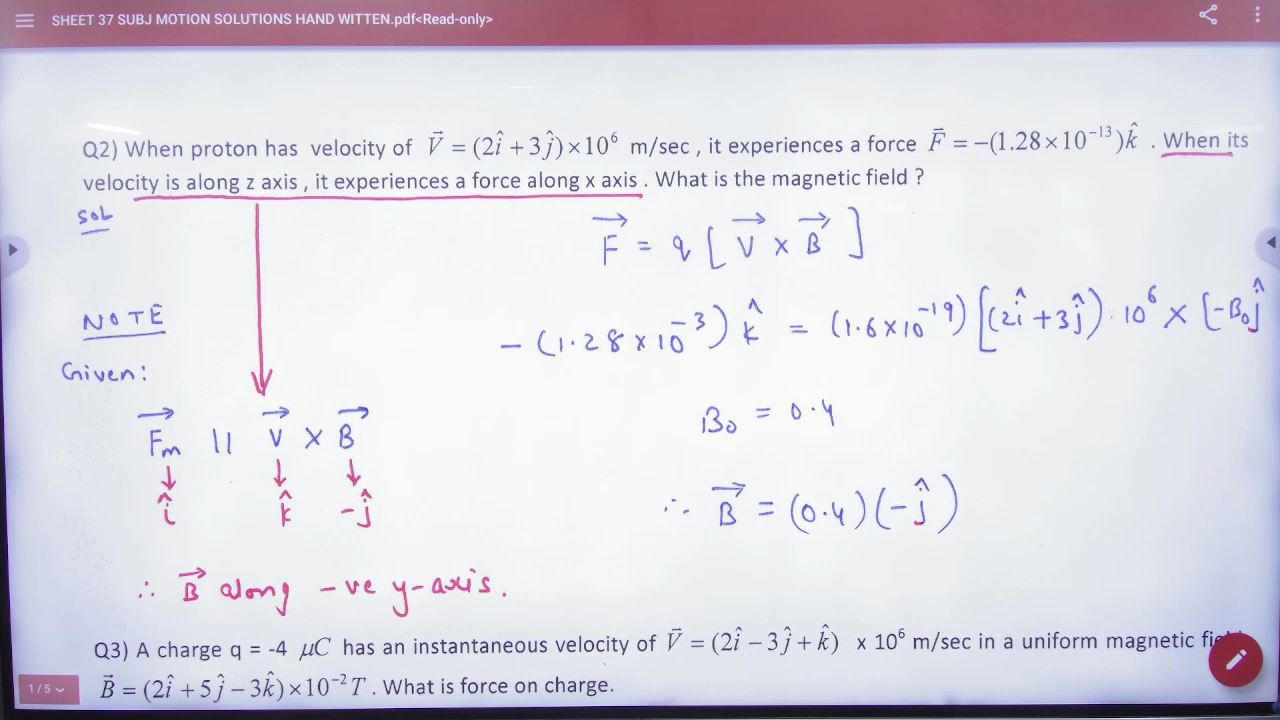 SHEET 37 SUBJ MOTION SOLUTIONS HAND WITTEN.pdf<Read-only>
Q2) When proton has velocity of V⃗ = (2î + 3ĵ) × 10⁶ m/sec , it experiences a force F⃗ = −(1.28 × 10⁻¹³)k̂ . When its
velocity is along z axis , it experiences a force along x axis . What is the magnetic field ?
Sol
F⃗ = q [ V⃗ × B⃗ ]
NOTE
− (1.28 × 10⁻³) k̂ = (1.6 × 10⁻¹⁹) [(2î + 3ĵ) · 10⁶ × [−B₀ĵ
Given:
B₀ = 0.4
F⃗m || V⃗ × B⃗
î k̂ −ĵ
∴ B⃗ = (0.4) (−ĵ)
∴ B⃗ along −ve y-axis.
Q3) A charge q = -4 μC has an instantaneous velocity of V⃗ = (2î − 3ĵ + k̂) x 10⁶ m/sec in a uniform magnetic
B⃗ = (2î + 5ĵ − 3k̂) × 10⁻² T . What is force on charge.
1 / 5